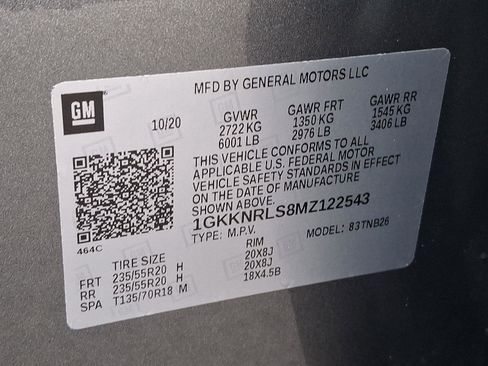 MFD BY GENERAL MOTORS LLC
GM
10/20 GVWR GAWR FRT GAWR RR
2722 KG 1350 KG 1545 KG
6001 LB 2976 LB 3406 LB
THIS VEHICLE CONFORMS TO ALL
APPLICABLE U.S. FEDERAL MOTOR
VEHICLE SAFETY STANDARDS IN EFFECT
ON THE DATE OF MANUFACTURE
SHOWN ABOVE.
1GKKNRLS8MZ122543
TYPE: M.P.V. MODEL: 83TNB26
464C
TIRE SIZE RIM
FRT 235/55R20 H 20X8J
RR 235/55R20 H 20X8J
SPA T135/70R18 M 18X4.5B